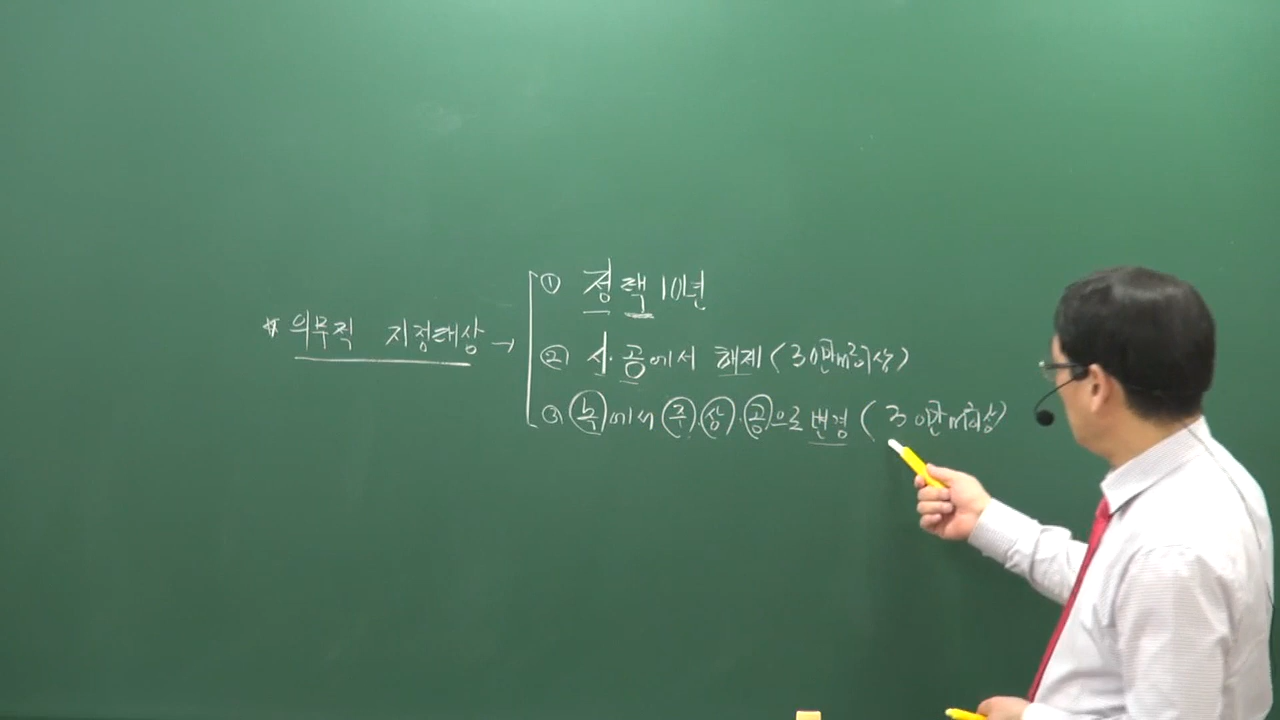 * 의무적 지정대상 →
① 정택 10년
② 시·공에서 해제 (30만m²이상)
③ 녹에서 주·상·공으로 변경 (30만m²이상)